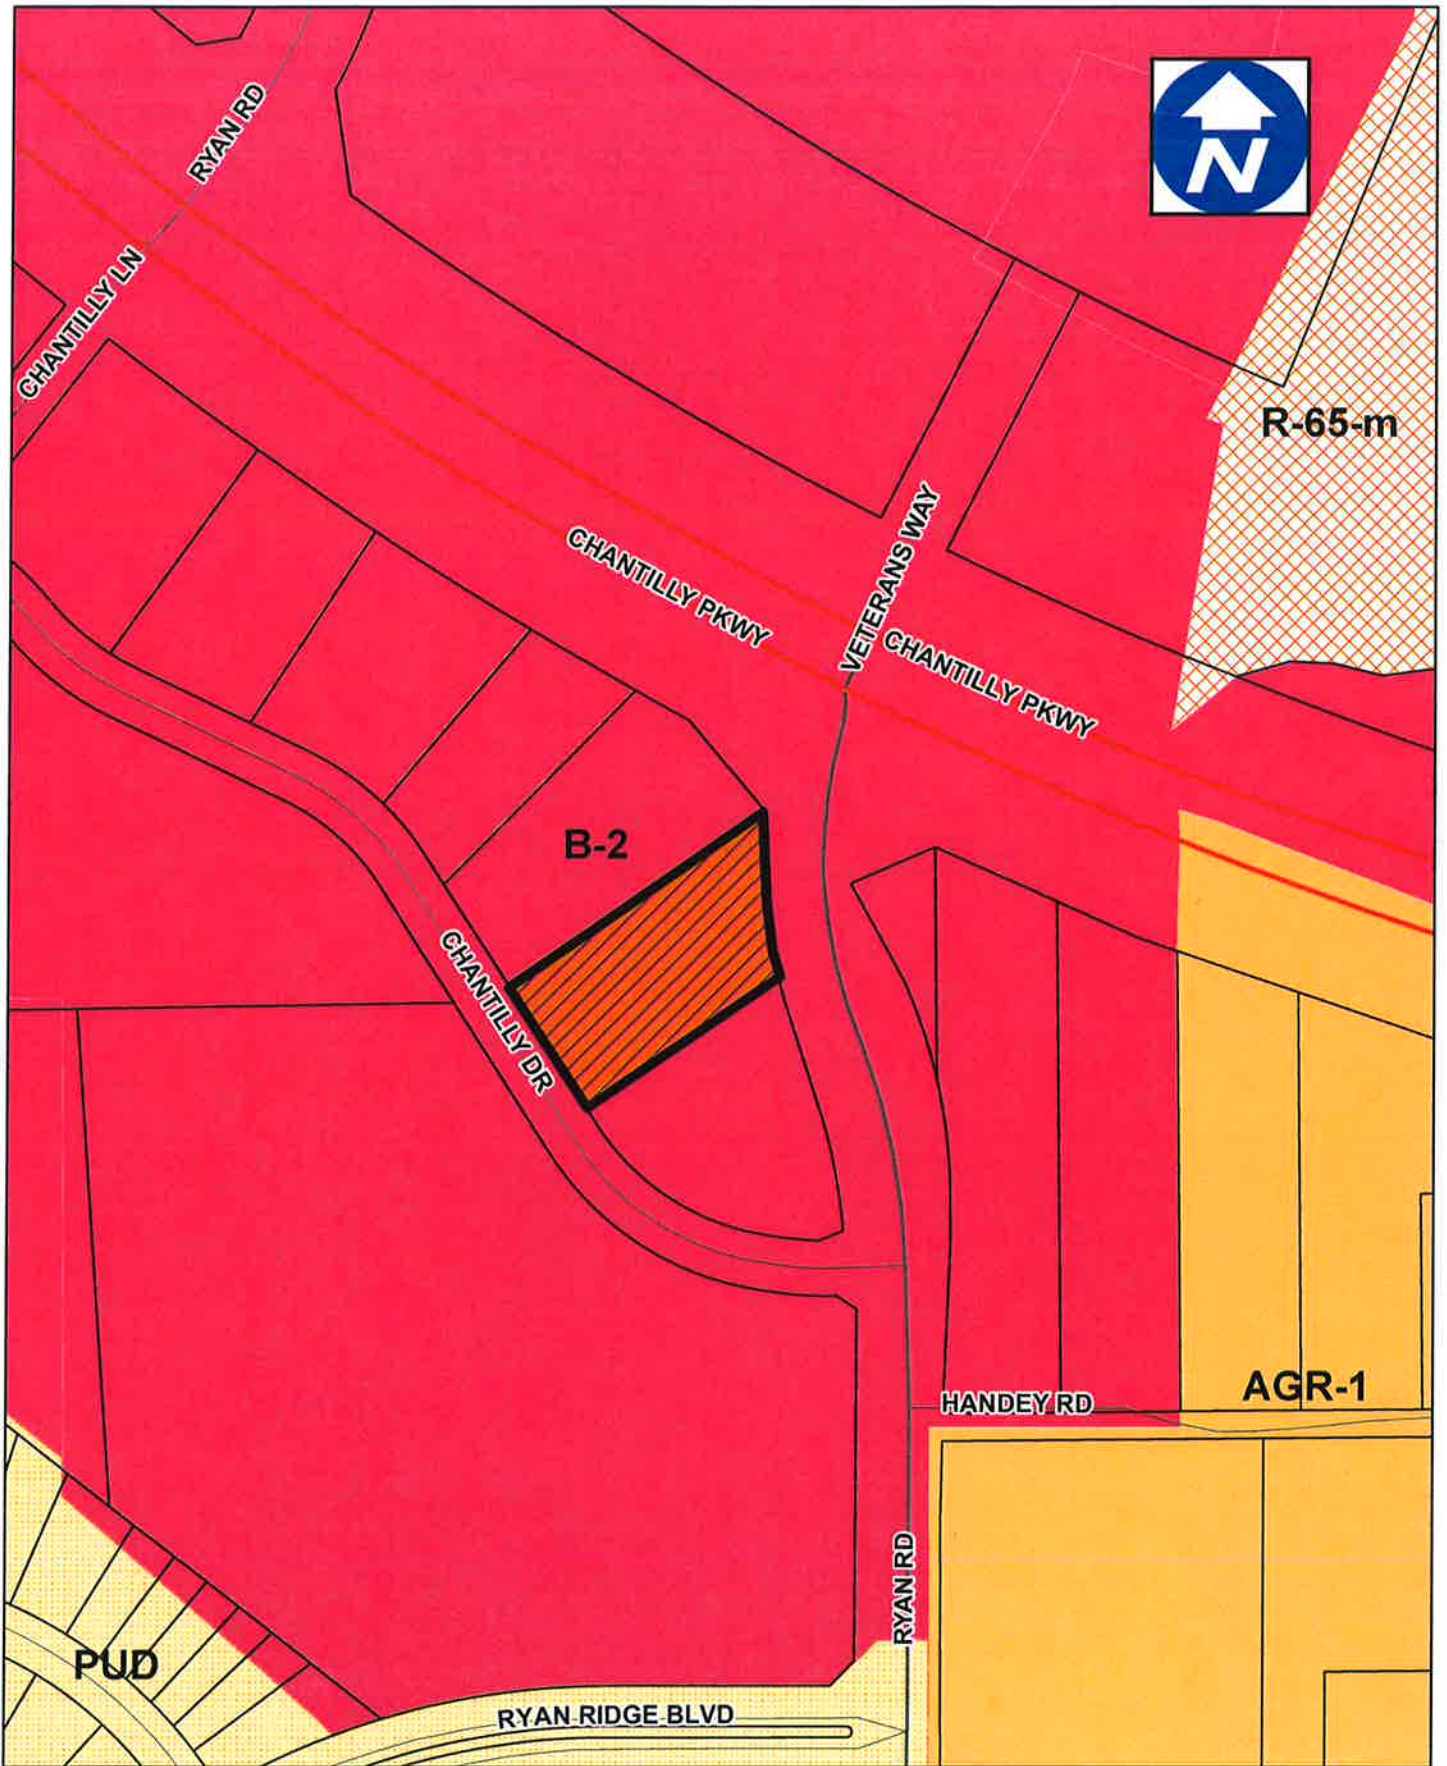 RYAN RD
N
CHANTILLY LN
R-65-m
CHANTILLY PKWY
VETERANS WAY
CHANTILLY PKWY
B-2
CHANTILLY DR
AGR-1
HANDEY RD
RYAN RD
PUD
RYAN RIDGE BLVD